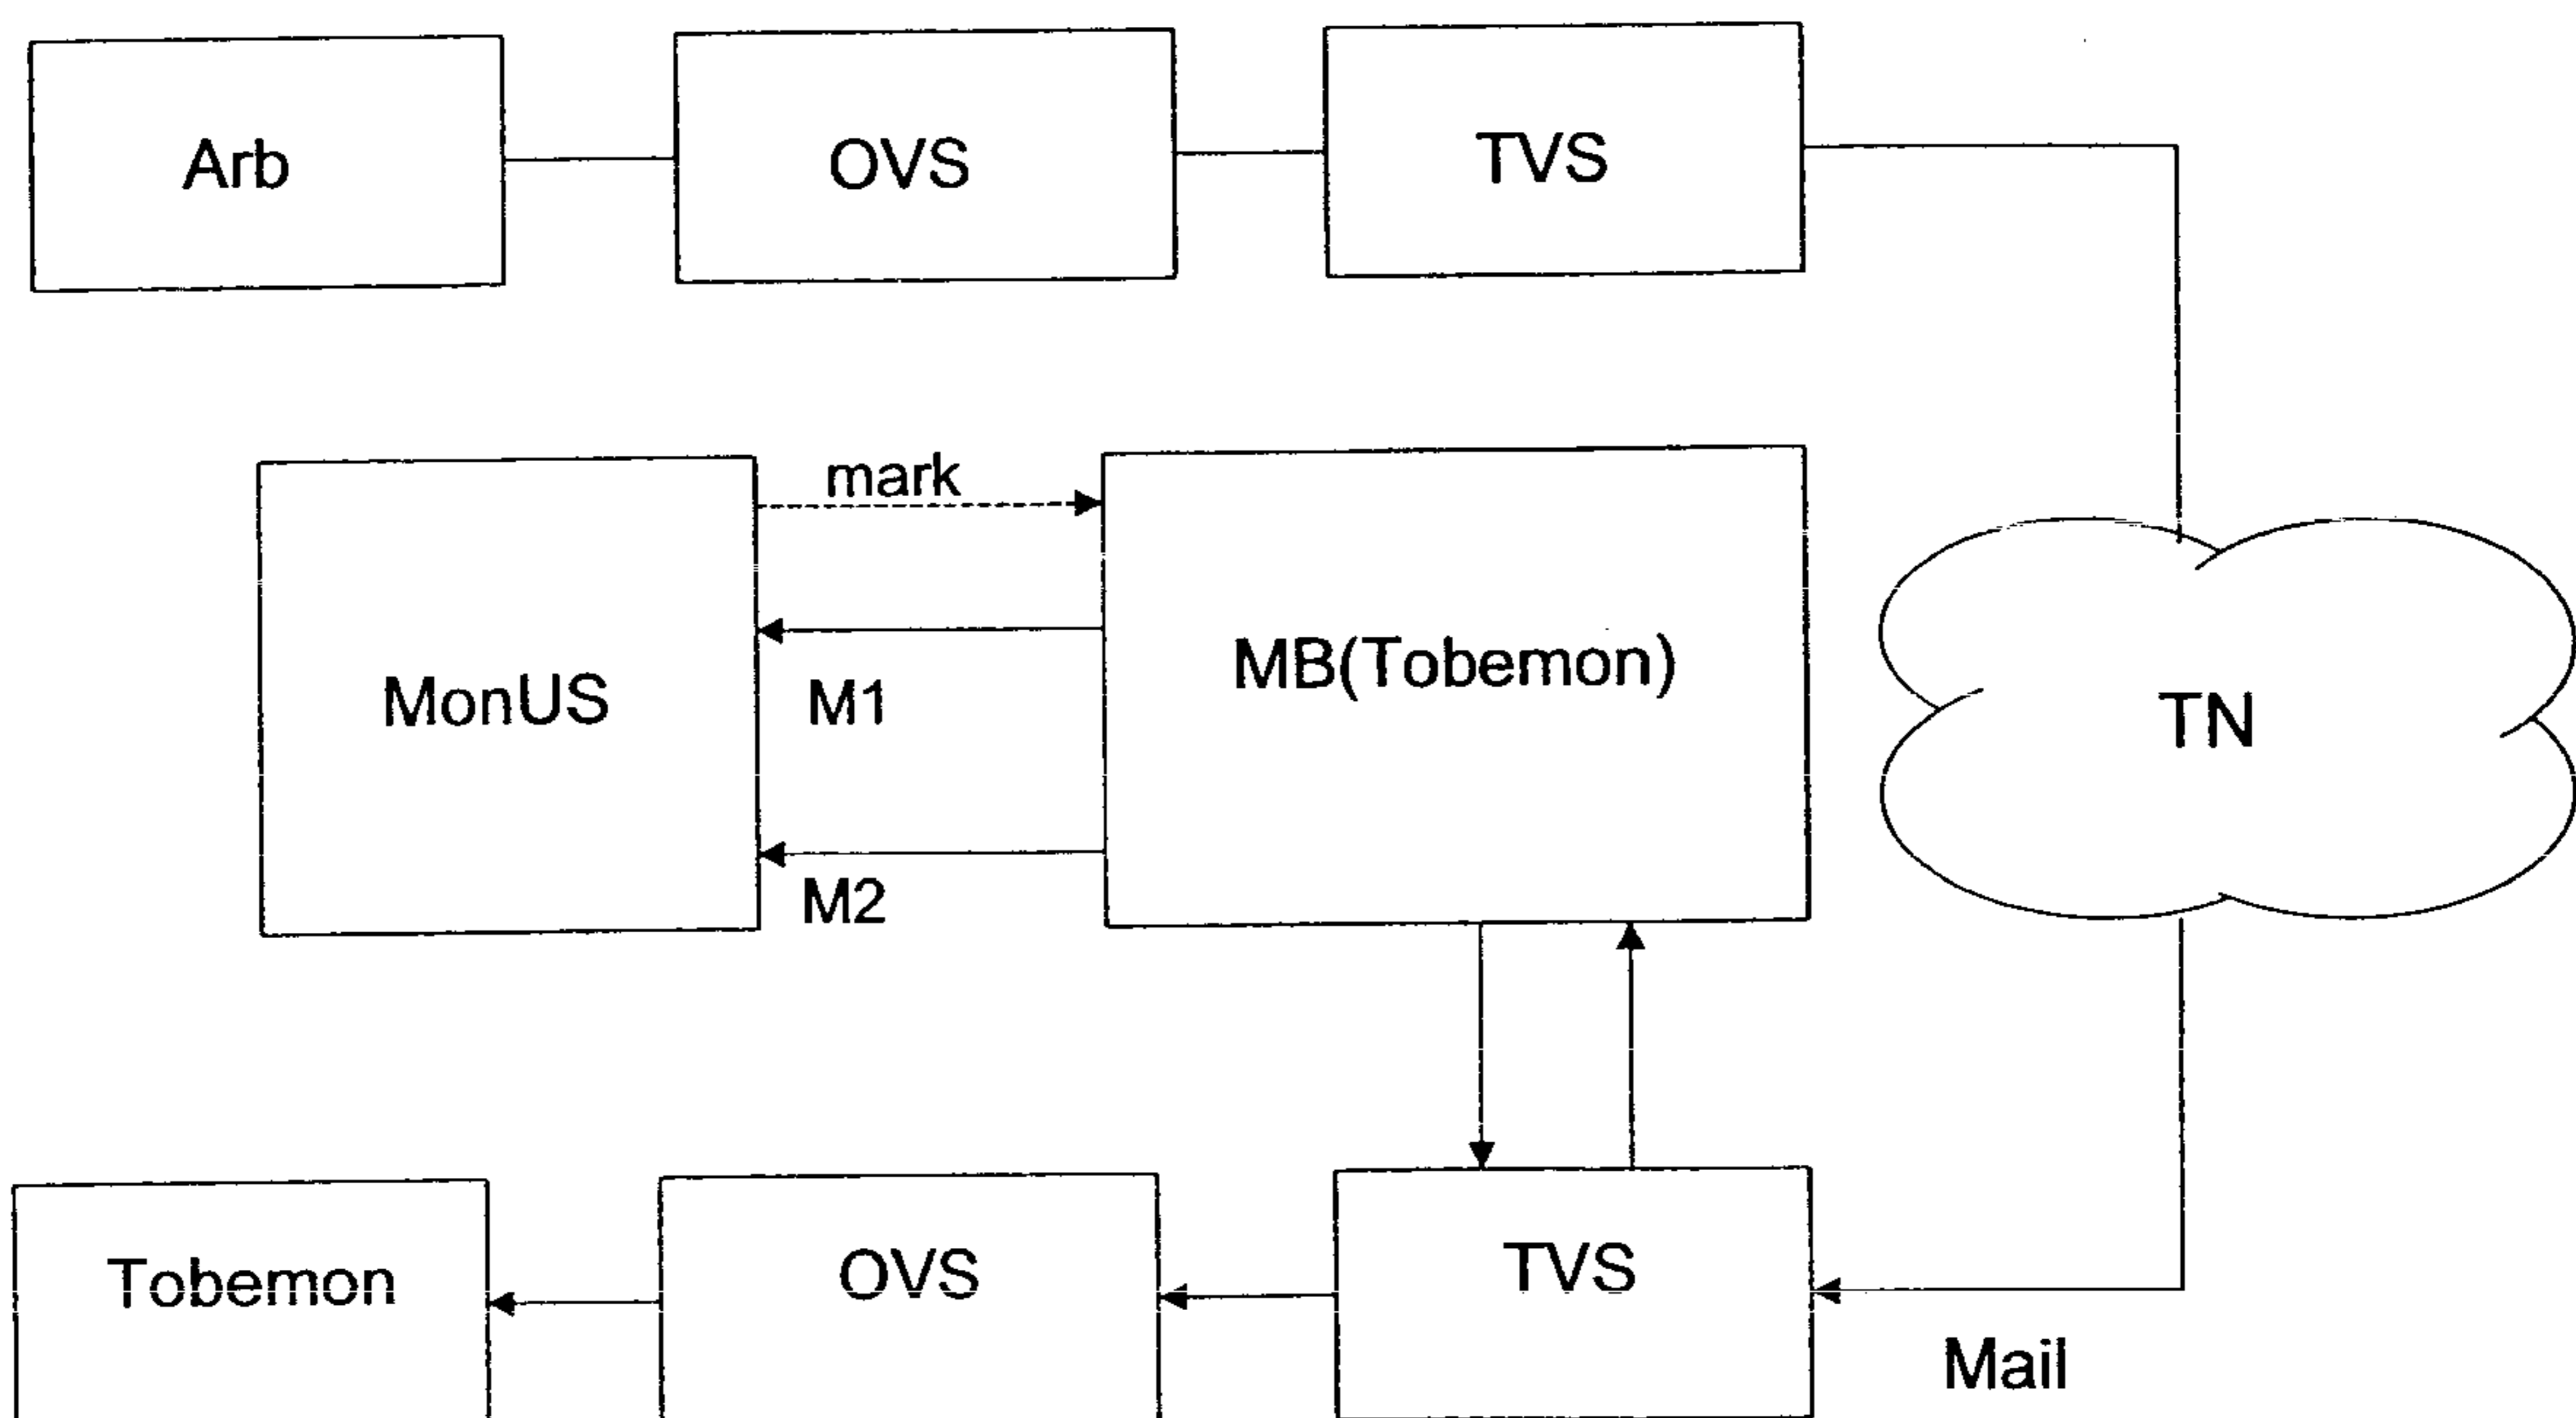 Arb
OVS
TVS
mark
MonUS
M1
M2
MB(Tobemon)
TN
Tobemon
OVS
TVS
Mail